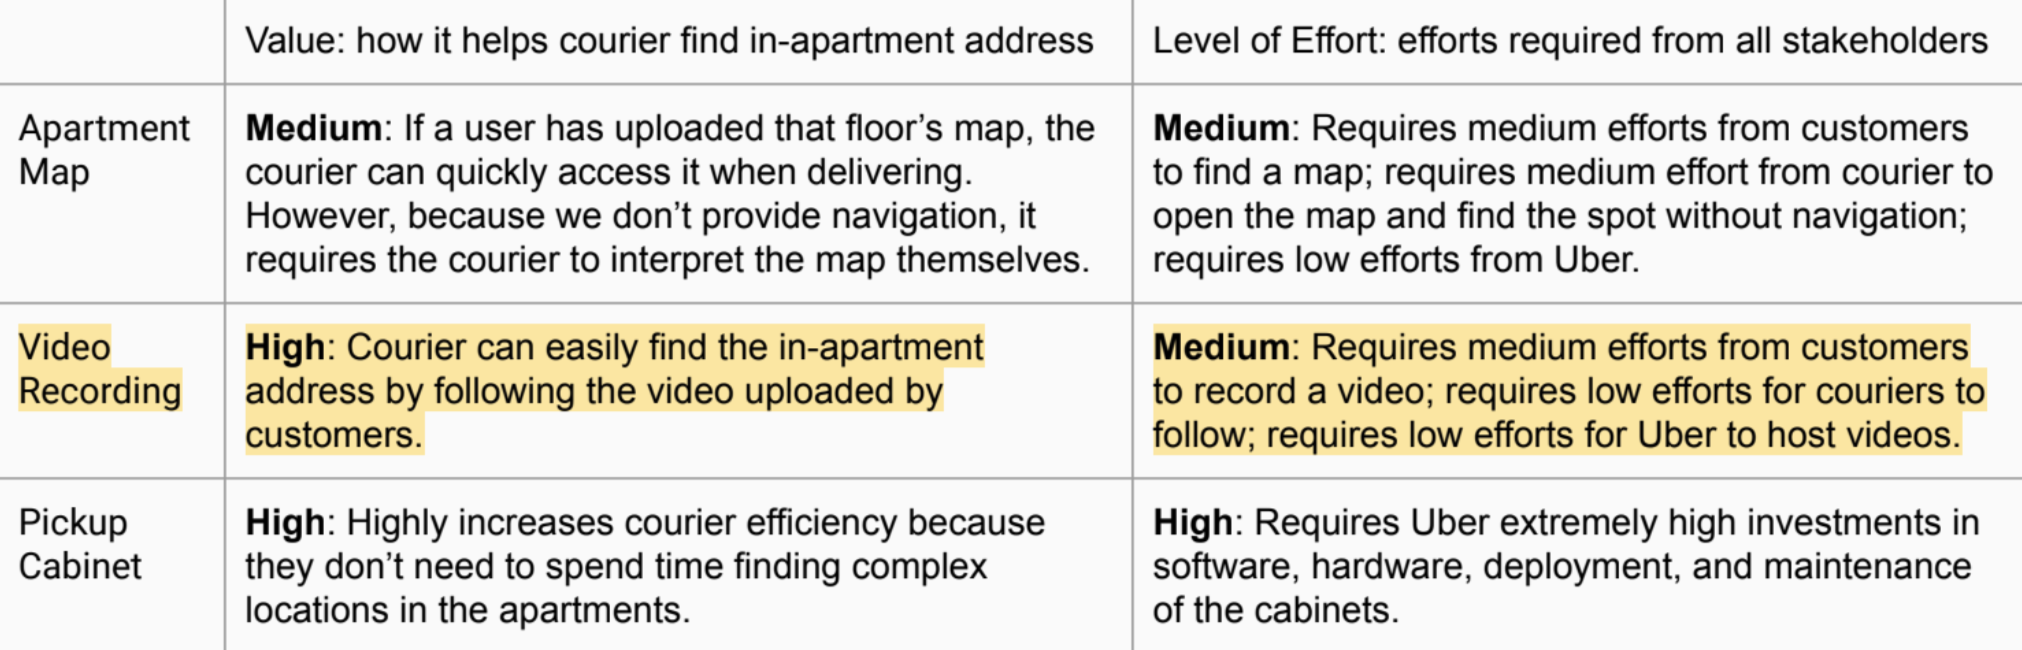 Value: how it helps courier find in-apartment address
Level of Effort: efforts required from all stakeholders
Apartment
Map
Medium: If a user has uploaded that floor’s map, the
courier can quickly access it when delivering.
However, because we don’t provide navigation, it
requires the courier to interpret the map themselves.
Medium: Requires medium efforts from customers
to find a map; requires medium effort from courier to
open the map and find the spot without navigation;
requires low efforts from Uber.
Video
Recording
High: Courier can easily find the in-apartment
address by following the video uploaded by
customers.
Medium: Requires medium efforts from customers
to record a video; requires low efforts for couriers to
follow; requires low efforts for Uber to host videos.
Pickup
Cabinet
High: Highly increases courier efficiency because
they don’t need to spend time finding complex
locations in the apartments.
High: Requires Uber extremely high investments in
software, hardware, deployment, and maintenance
of the cabinets.